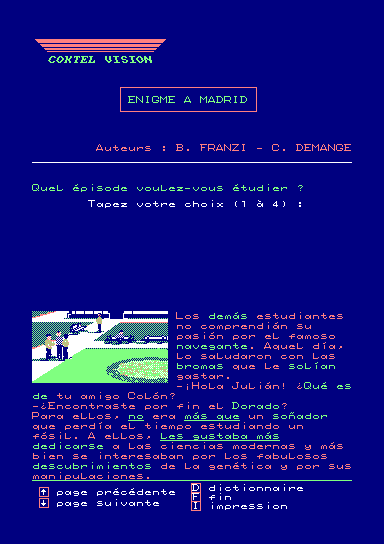 COKTEL VISION
ENIGME A MADRID
Auteurs : B. FRANZI - C. DEMANGE
Quel épisode voulez-vous étudier ?
Tapez votre choix (1 à 4) :
Los demás estudiantes
no comprendián su
pasión por el famoso
navegante. Aquel día,
lo saludaron con las
bromas que le solían
gastar.
-¡Hola Julián! ¿Qué es
de tu amigo Colón?
-¿Encontraste por fin el Dorado?
Para ellos, no era más que un soñador
que perdía el tiempo estudiando un
fósil. A ellos, les gustaba más
dedicarse a las ciencias modernas y más
bien se interesaban por los fabulosos
descubrimientos de la genética y por sus
manipulaciones.
↑ page précédente
↓ page suivante
D dictionnaire
F fin
I impression